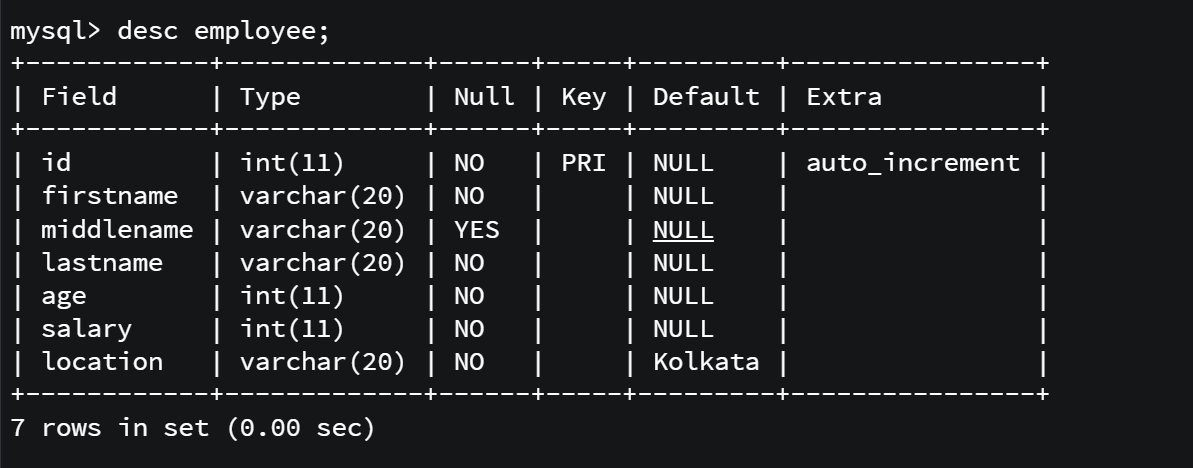 mysql> desc employee;
+------------+-------------+------+-----+---------+----------------+
| Field      | Type        | Null | Key | Default | Extra          |
+------------+-------------+------+-----+---------+----------------+
| id         | int(11)     | NO   | PRI | NULL    | auto_increment |
| firstname  | varchar(20) | NO   |     | NULL    |                |
| middlename | varchar(20) | YES  |     | NULL    |                |
| lastname   | varchar(20) | NO   |     | NULL    |                |
| age        | int(11)     | NO   |     | NULL    |                |
| salary     | int(11)     | NO   |     | NULL    |                |
| location   | varchar(20) | NO   |     | Kolkata |                |
+------------+-------------+------+-----+---------+----------------+
7 rows in set (0.00 sec)